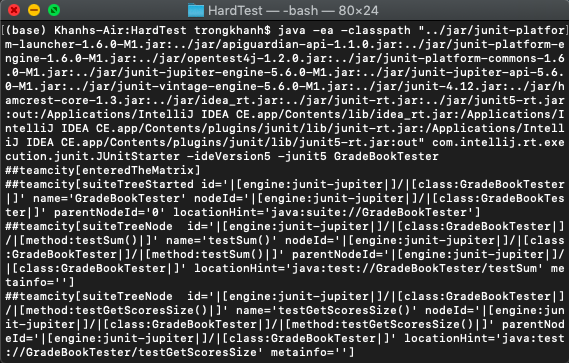 HardTest — -bash — 80×24
[(base) Khanhs-Air:HardTest trongkhanh$ java -ea -classpath "../jar/junit-platfor]
m-launcher-1.6.0-M1.jar:../jar/apiguardian-api-1.1.0.jar:../jar/junit-platform-e
ngine-1.6.0-M1.jar:../jar/opentest4j-1.2.0.jar:../jar/junit-platform-commons-1.6
.0-M1.jar:../jar/junit-jupiter-engine-5.6.0-M1.jar:../jar/junit-jupiter-api-5.6.
0-M1.jar:../jar/junit-vintage-engine-5.6.0-M1.jar:../jar/junit-4.12.jar:../jar/h
amcrest-core-1.3.jar:../jar/idea_rt.jar:../jar/junit-rt.jar:../jar/junit5-rt.jar
:out:/Applications/IntelliJ IDEA CE.app/Contents/lib/idea_rt.jar:/Applications/I
ntelliJ IDEA CE.app/Contents/plugins/junit/lib/junit-rt.jar:/Applications/Intell
iJ IDEA CE.app/Contents/plugins/junit/lib/junit5-rt.jar:out" com.intellij.rt.exe
cution.junit.JUnitStarter -ideVersion5 -junit5 GradeBookTester
##teamcity[enteredTheMatrix]
##teamcity[suiteTreeStarted id='|[engine:junit-jupiter|]/|[class:GradeBookTester
|]' name='GradeBookTester' nodeId='|[engine:junit-jupiter|]/|[class:GradeBookTes
ter|]' parentNodeId='0' locationHint='java:suite://GradeBookTester']
##teamcity[suiteTreeNode  id='|[engine:junit-jupiter|]/|[class:GradeBookTester|]
/|[method:testSum()|]' name='testSum()' nodeId='|[engine:junit-jupiter|]/|[class
:GradeBookTester|]/|[method:testSum()|]' parentNodeId='|[engine:junit-jupiter|]/
|[class:GradeBookTester|]' locationHint='java:test://GradeBookTester/testSum' me
tainfo='']
##teamcity[suiteTreeNode  id='|[engine:junit-jupiter|]/|[class:GradeBookTester|]
/|[method:testGetScoresSize()|]' name='testGetScoresSize()' nodeId='|[engine:jun
it-jupiter|]/|[class:GradeBookTester|]/|[method:testGetScoresSize()|]' parentNod
eId='|[engine:junit-jupiter|]/|[class:GradeBookTester|]' locationHint='java:test
://GradeBookTester/testGetScoresSize' metainfo='']